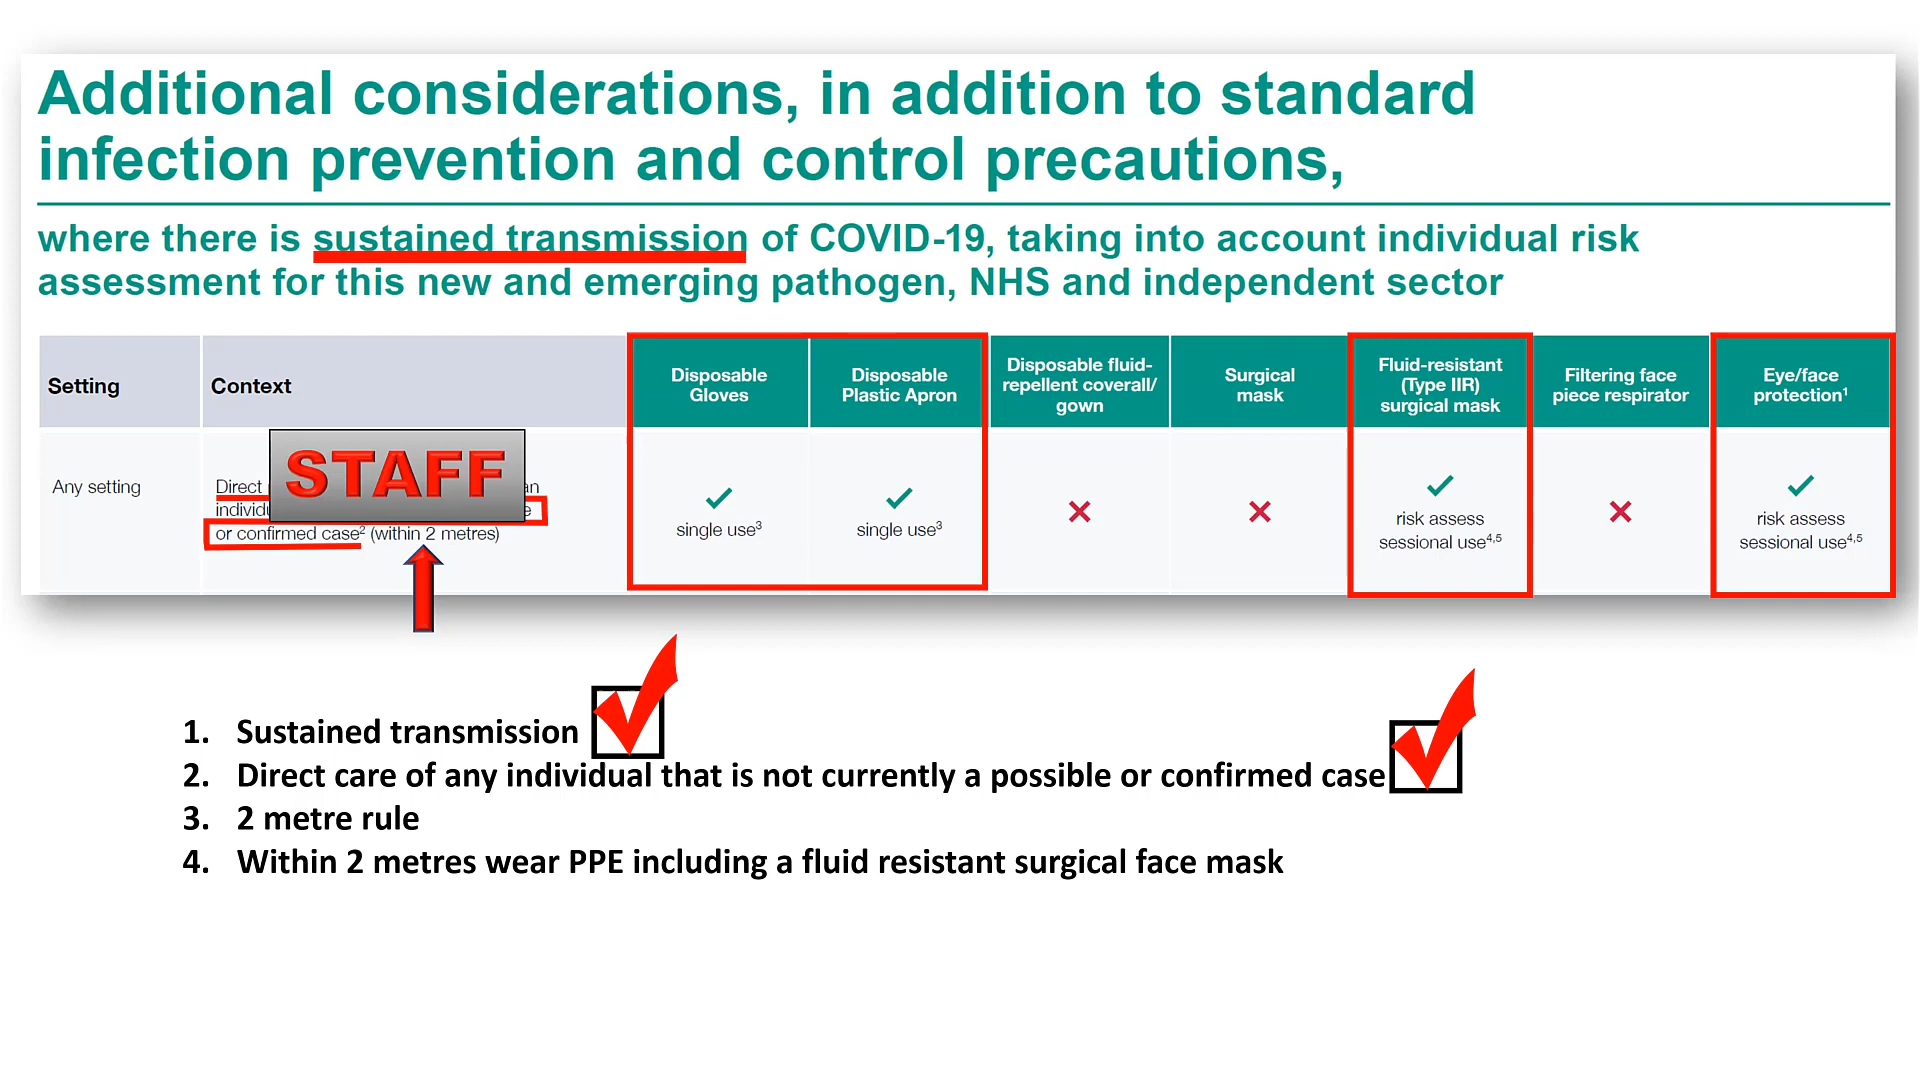 Additional considerations, in addition to standard
infection prevention and control precautions,
where there is sustained transmission of COVID-19, taking into account individual risk
assessment for this new and emerging pathogen, NHS and independent sector
Setting
Context
Disposable
Gloves
Disposable
Plastic Apron
Disposable fluid-
repellent coverall/
gown
Surgical
mask
Fluid-resistant
(Type IIR)
surgical mask
Filtering face
piece respirator
Eye/face
protection¹
Any setting
Direct
STAFF
or confirmed case² (within 2 metres)
single use³
single use³
risk assess
sessional use⁴,⁵
risk assess
sessional use⁴,⁵
1. Sustained transmission
2. Direct care of any individual that is not currently a possible or confirmed case
3. 2 metre rule
4. Within 2 metres wear PPE including a fluid resistant surgical face mask